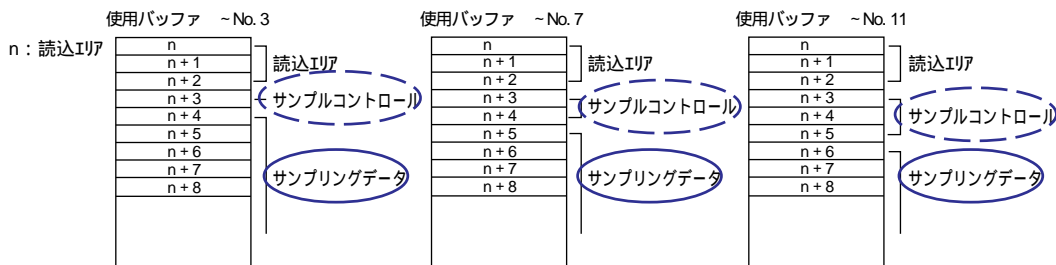 使用バッファ ~No. 3
n : 読込エリア
n
n + 1
n + 2
n + 3
n + 4
n + 5
n + 6
n + 7
n + 8
読込エリア
サンプルコントロール
サンプリングデータ
使用バッファ ~No. 7
n
n + 1
n + 2
n + 3
n + 4
n + 5
n + 6
n + 7
n + 8
読込エリア
サンプルコントロール
サンプリングデータ
使用バッファ ~No. 11
n
n + 1
n + 2
n + 3
n + 4
n + 5
n + 6
n + 7
n + 8
読込エリア
サンプルコントロール
サンプリングデータ